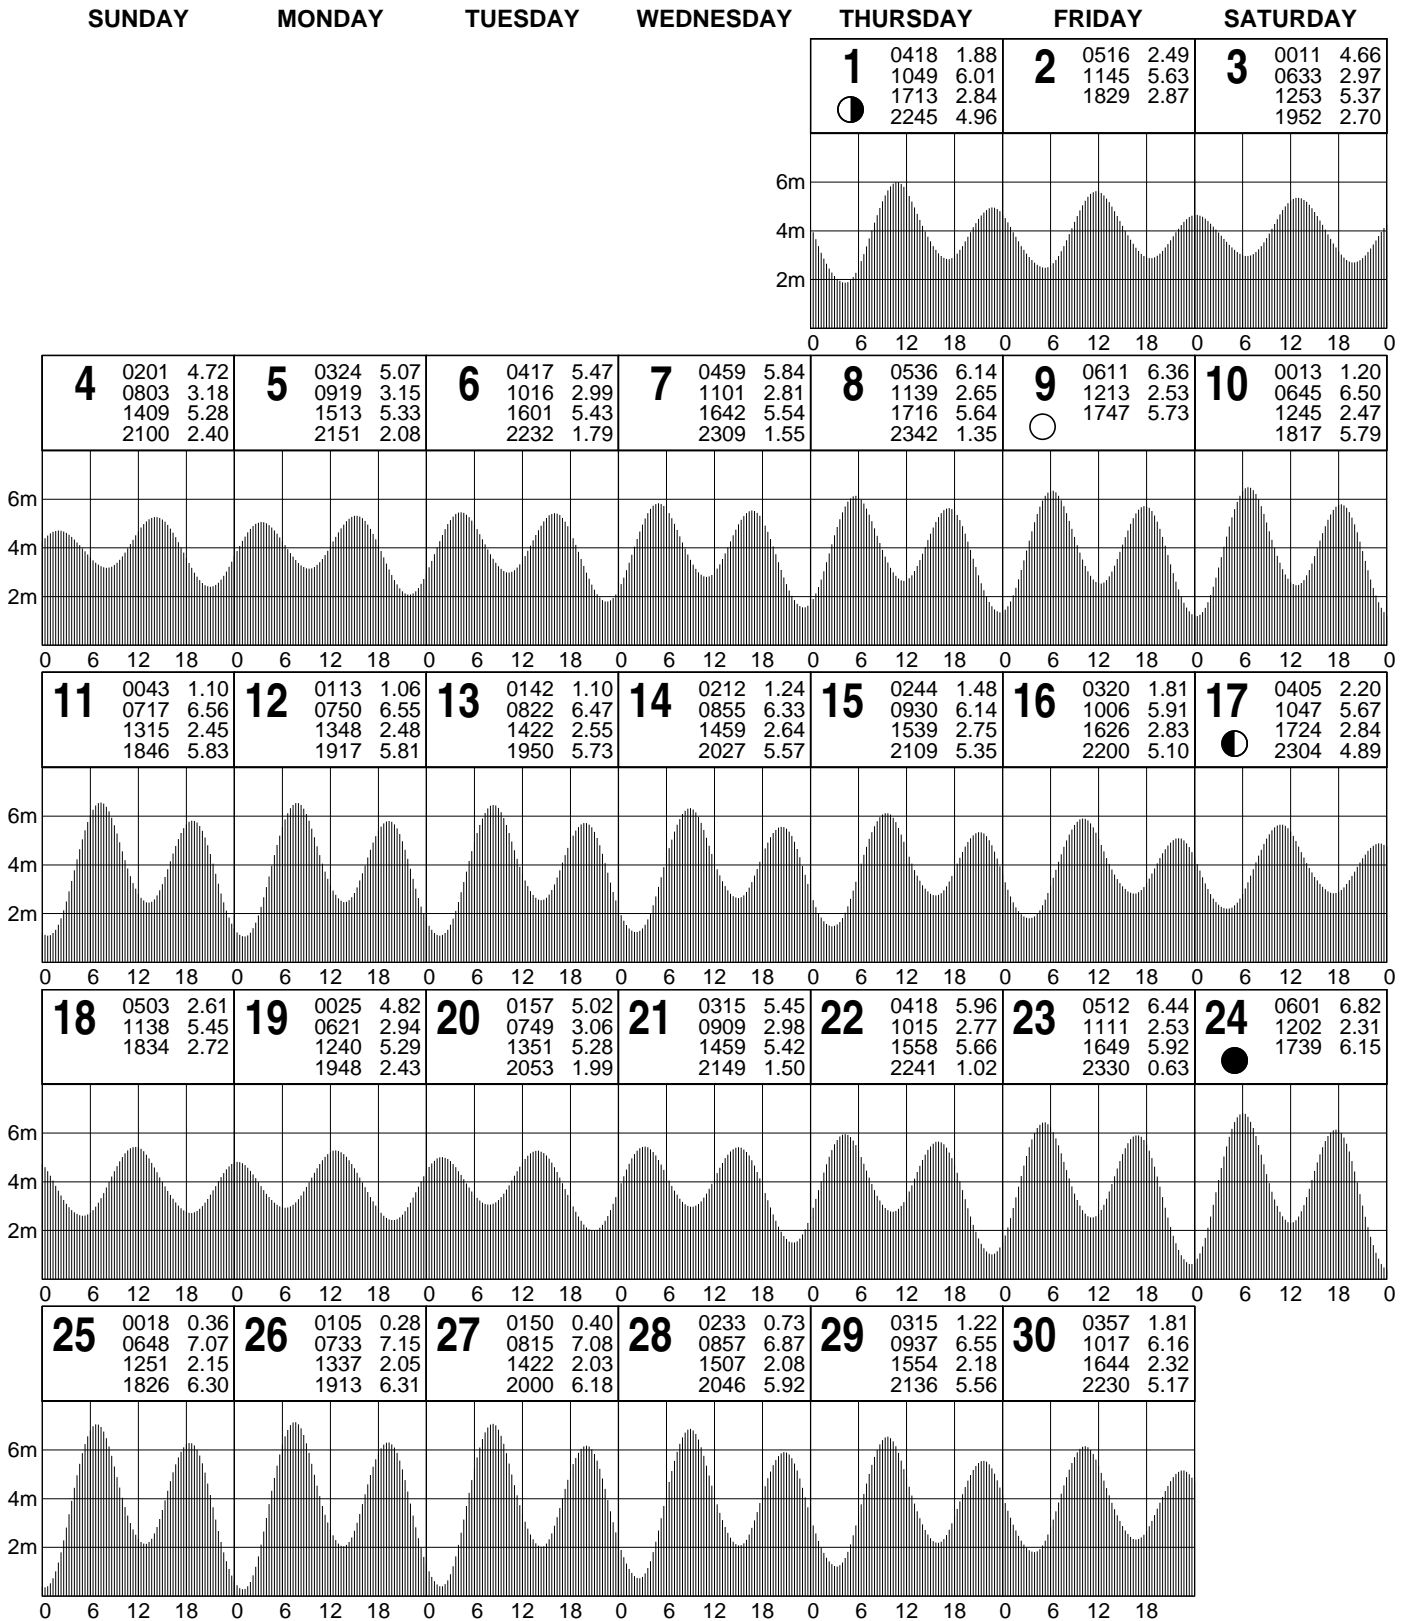 SUNDAY MONDAY TUESDAY WEDNESDAY THURSDAY FRIDAY SATURDAY
1 0418 1.88 2 0516 2.49 3 0011 4.66
1049 6.01 1145 5.63 0633 2.97
1713 2.84 1829 2.87 1253 5.37
2245 4.96 1952 2.70
6m
4m
2m
0 6 12 18 0 6 12 18 0 6 12 18 0
4 0201 4.72 5 0324 5.07 6 0417 5.47 7 0459 5.84 8 0536 6.14 9 0611 6.36 10 0013 1.20
0803 3.18 0919 3.15 1016 2.99 1101 2.81 1139 2.65 1213 2.53 0645 6.50
1409 5.28 1513 5.33 1601 5.43 1642 5.54 1716 5.64 1747 5.73 1245 2.47
2100 2.40 2151 2.08 2232 1.79 2309 1.55 2342 1.35 1817 5.79
6m
4m
2m
0 6 12 18 0 6 12 18 0 6 12 18 0 6 12 18 0 6 12 18 0 6 12 18 0 6 12 18 0
11 0043 1.10 12 0113 1.06 13 0142 1.10 14 0212 1.24 15 0244 1.48 16 0320 1.81 17 0405 2.20
0717 6.56 0750 6.55 0822 6.47 0855 6.33 0930 6.14 1006 5.91 1047 5.67
1315 2.45 1348 2.48 1422 2.55 1459 2.64 1539 2.75 1626 2.83 1724 2.84
1846 5.83 1917 5.81 1950 5.73 2027 5.57 2109 5.35 2200 5.10 2304 4.89
6m
4m
2m
0 6 12 18 0 6 12 18 0 6 12 18 0 6 12 18 0 6 12 18 0 6 12 18 0 6 12 18 0
18 0503 2.61 19 0025 4.82 20 0157 5.02 21 0315 5.45 22 0418 5.96 23 0512 6.44 24 0601 6.82
1138 5.45 0621 2.94 0749 3.06 0909 2.98 1015 2.77 1111 2.53 1202 2.31
1834 2.72 1240 5.29 1351 5.28 1459 5.42 1558 5.66 1649 5.92 1739 6.15
1948 2.43 2053 1.99 2149 1.50 2241 1.02 2330 0.63
6m
4m
2m
0 6 12 18 0 6 12 18 0 6 12 18 0 6 12 18 0 6 12 18 0 6 12 18 0 6 12 18 0
25 0018 0.36 26 0105 0.28 27 0150 0.40 28 0233 0.73 29 0315 1.22 30 0357 1.81
0648 7.07 0733 7.15 0815 7.08 0857 6.87 0937 6.55 1017 6.16
1251 2.15 1337 2.05 1422 2.03 1507 2.08 1554 2.18 1644 2.32
1826 6.30 1913 6.31 2000 6.18 2046 5.92 2136 5.56 2230 5.17
6m
4m
2m
0 6 12 18 0 6 12 18 0 6 12 18 0 6 12 18 0 6 12 18 0 6 12 18 0